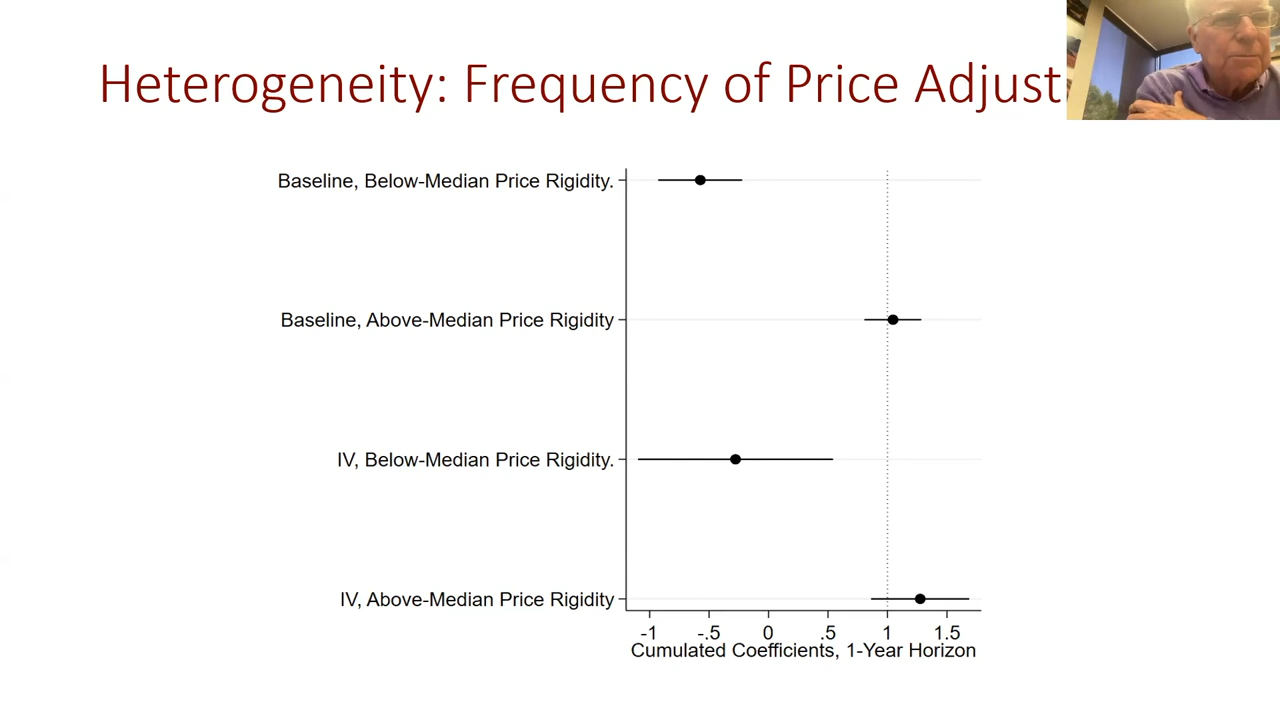 Heterogeneity: Frequency of Price Adjust
Baseline, Below-Median Price Rigidity.
Baseline, Above-Median Price Rigidity
IV, Below-Median Price Rigidity.
IV, Above-Median Price Rigidity
-1 -.5 0 .5 1 1.5
Cumulated Coefficients, 1-Year Horizon